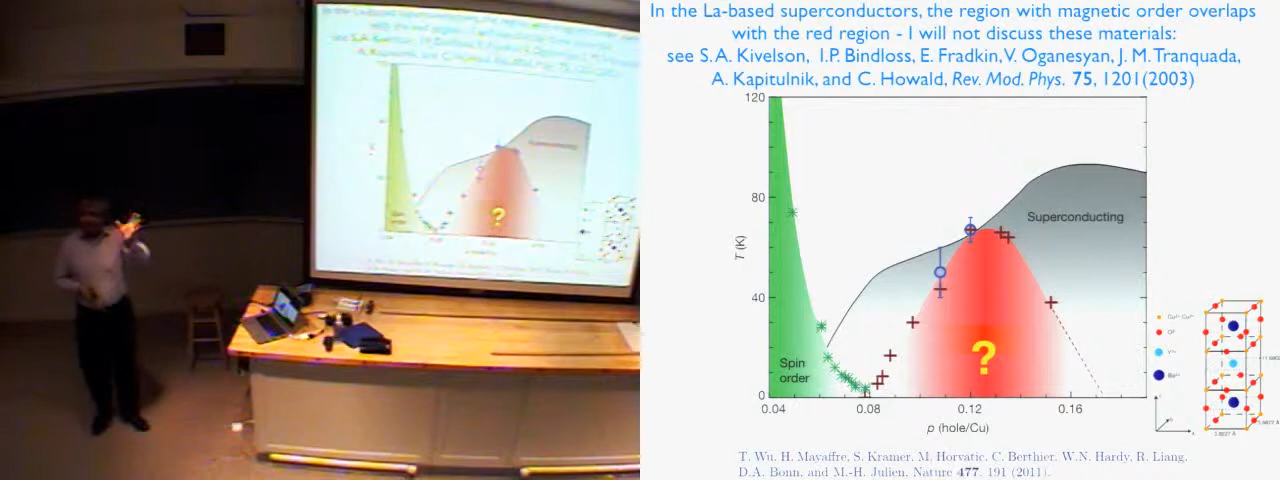 In the La-based superconductors, the region with magnetic order overlaps
with the red region - I will not discuss these materials:
see S.A. Kivelson, I.P. Bindloss, E. Fradkin, V. Oganesyan, J. M. Tranquada,
A. Kapitulnik, and C. Howald, Rev. Mod. Phys. 75, 1201(2003)
120
80
40
0
T (K)
Superconducting
Spin
order
?
0.04 0.08 0.12 0.16
p (hole/Cu)
T. Wu, H. Mayaffre, S. Kramer, M. Horvatic, C. Berthier, W.N. Hardy, R. Liang,
D.A. Bonn, and M.-H. Julien, Nature 477, 191 (2011).
Superconducting
?